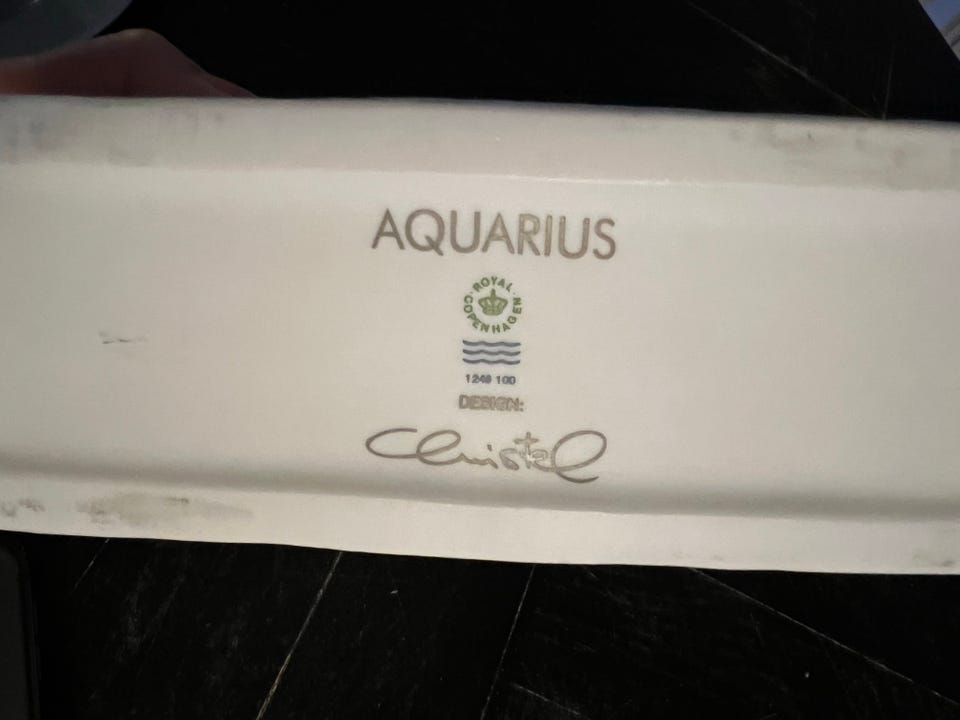 AQUARIUS
ROYAL
COPENHAGEN
1249 100
DESIGN:
Christel